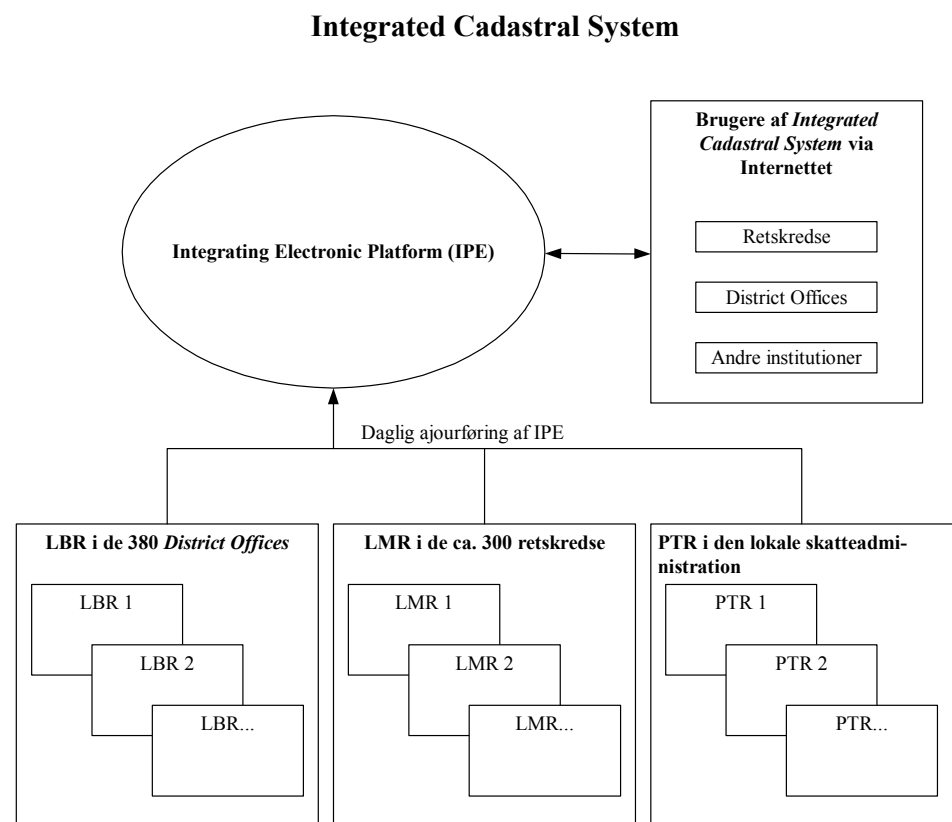 Integrated Cadastral System
Brugere af Integrated
Cadastral System via
Internettet
Integrating Electronic Platform (IPE)
Retskredse
District Offices
Andre institutioner
Daglig ajourføring af IPE
LBR i de 380 District Offices
LBR 1
LBR 2
LBR...
LMR i de ca. 300 retskredse
LMR 1
LMR 2
LMR...
PTR i den lokale skatteadmi-
nistration
PTR 1
PTR 2
PTR...